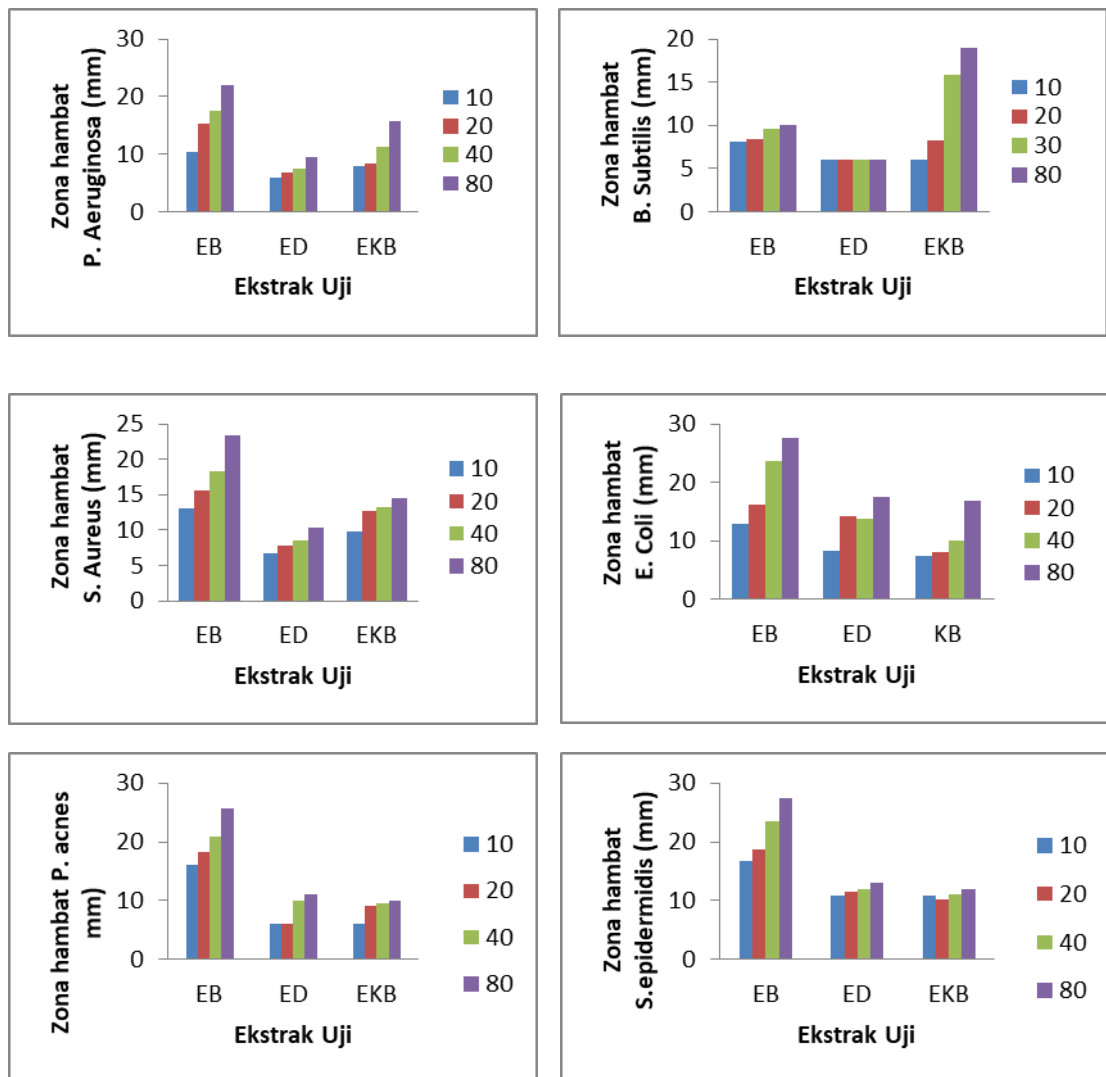 Zona hambat
P. Aeruginosa (mm)
30
20
10
0
EB ED EKB
Ekstrak Uji
10
20
40
80
Zona hambat
B. Subtilis (mm)
20
15
10
5
0
EB ED EKB
Ekstrak Uji
10
20
30
80
Zona hambat
S. Aureus (mm)
25
20
15
10
5
0
EB ED EKB
Ekstrak Uji
10
20
40
80
Zona hambat
E. Coli (mm)
30
20
10
0
EB ED KB
Ekstrak Uji
10
20
40
80
Zona hambat P. acnes
mm)
30
20
10
0
EB ED EKB
Ekstrak Uji
10
20
40
80
Zona hambat
S.epidermidis (mm)
30
20
10
0
EB ED EKB
Ekstrak Uji
10
20
40
80